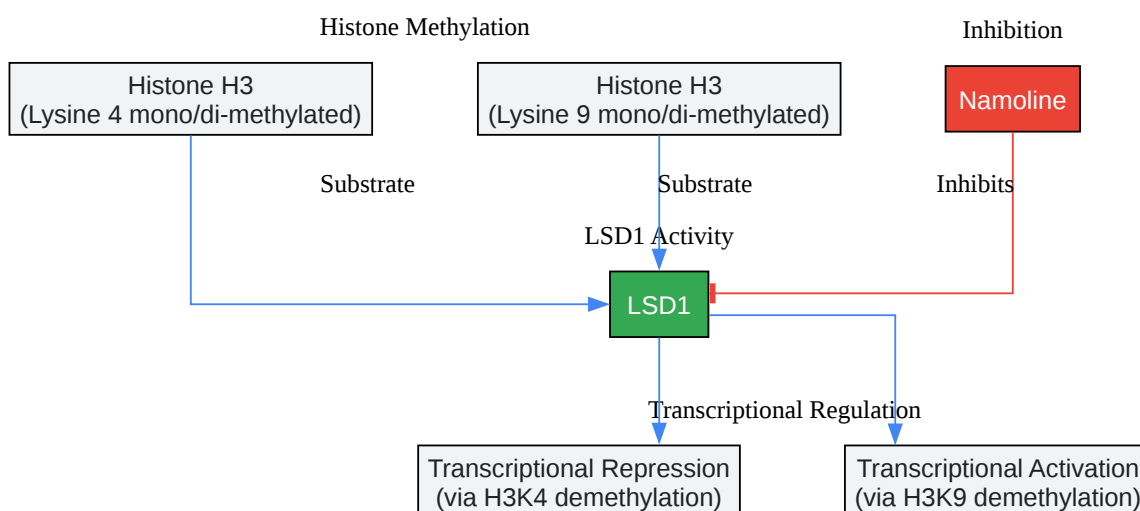 Histone Methylation
Inhibition
Histone H3
(Lysine 4 mono/di-methylated)
Histone H3
(Lysine 9 mono/di-methylated)
Namoline
Substrate
Substrate
Inhibits
LSD1 Activity
LSD1
Transcriptional Regulation
Transcriptional Repression
(via H3K4 demethylation)
Transcriptional Activation
(via H3K9 demethylation)